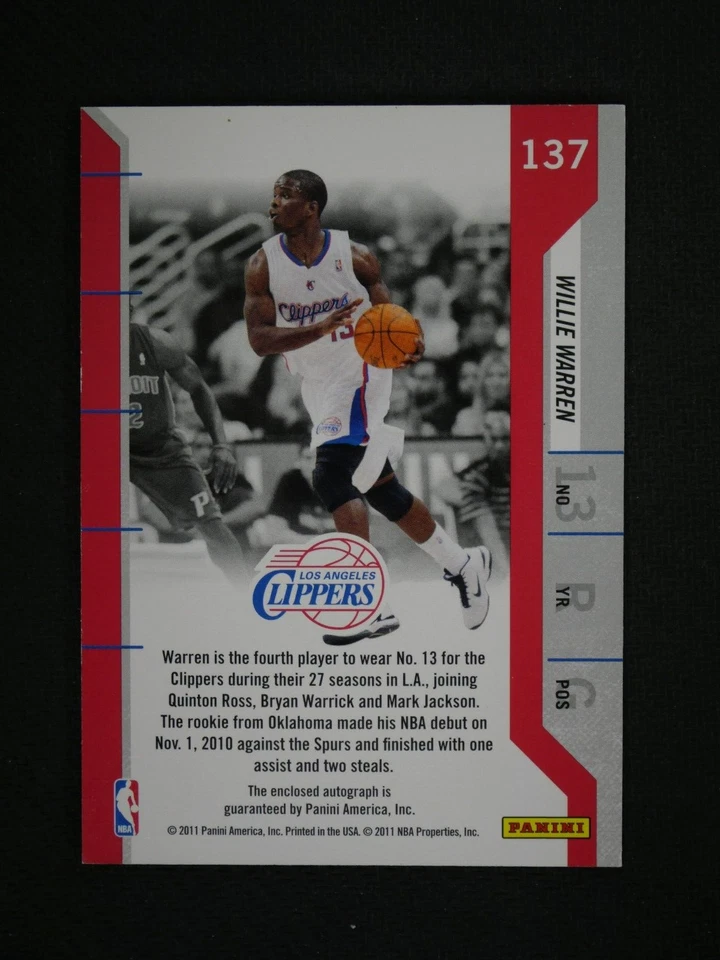 137
WILLIE WARREN
13
NO
R
YR
G
POS
Clippers
13
OIT
2
P
LOS ANGELES
CLIPPERS
Warren is the fourth player to wear No. 13 for the
Clippers during their 27 seasons in L.A., joining
Quinton Ross, Bryan Warrick and Mark Jackson.
The rookie from Oklahoma made his NBA debut on
Nov. 1, 2010 against the Spurs and finished with one
assist and two steals.
The enclosed autograph is
guaranteed by Panini America, Inc.
© 2011 Panini America, Inc. Printed in the USA. © 2011 NBA Properties, Inc.
NBA
PANINI